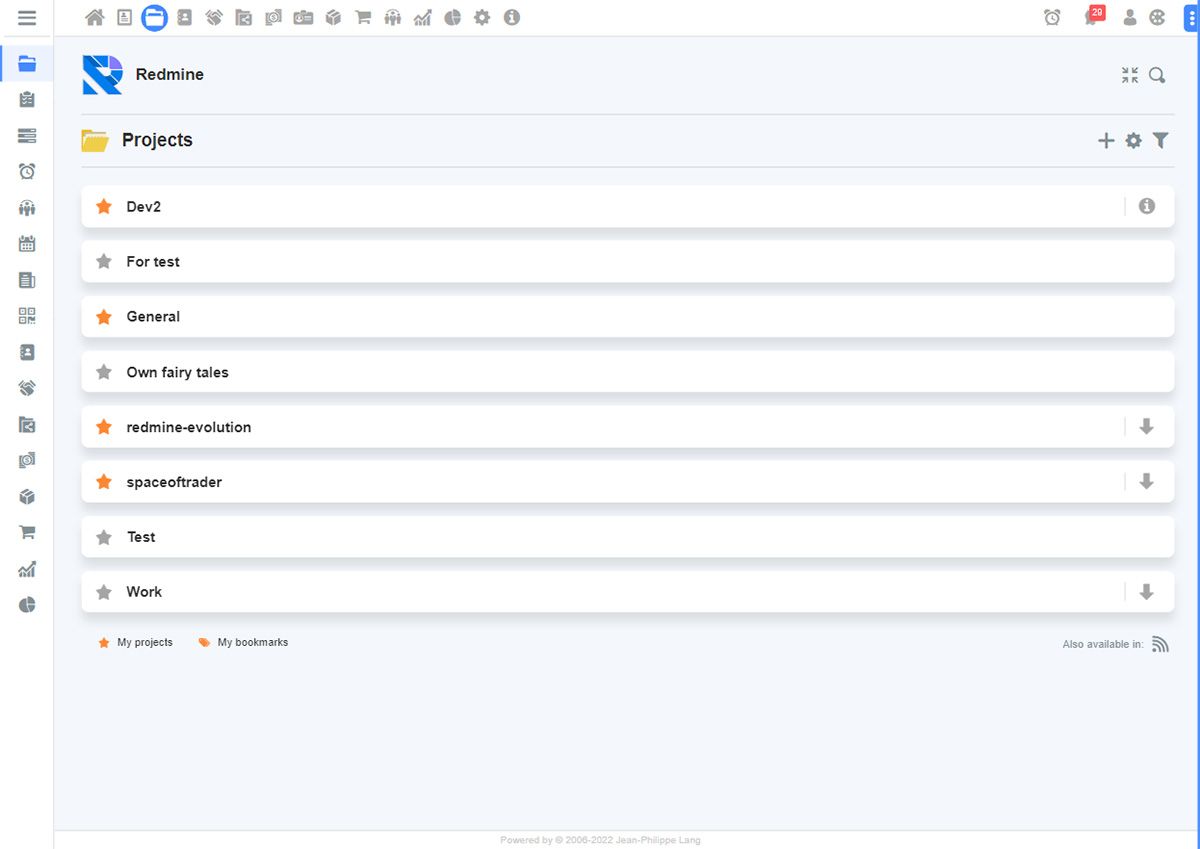 29
Redmine
Projects
Dev2
For test
General
Own fairy tales
redmine-evolution
spaceoftrader
Test
Work
My projects My bookmarks Also available in:
Powered by © 2006-2022 Jean-Philippe Lang